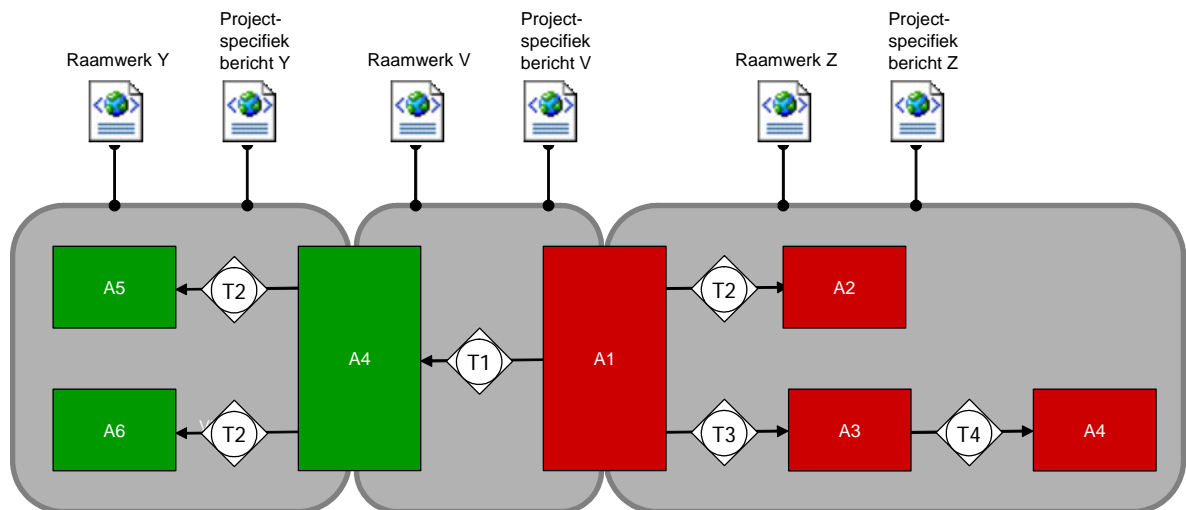 Raamwerk Y
Project-
specifiek
bericht Y
Raamwerk V
Project-
specifiek
bericht V
Raamwerk Z
Project-
specifiek
bericht Z
A5
T2
A4
T1
A1
T2
A2
A6
T2
T3
A3
T4
A4